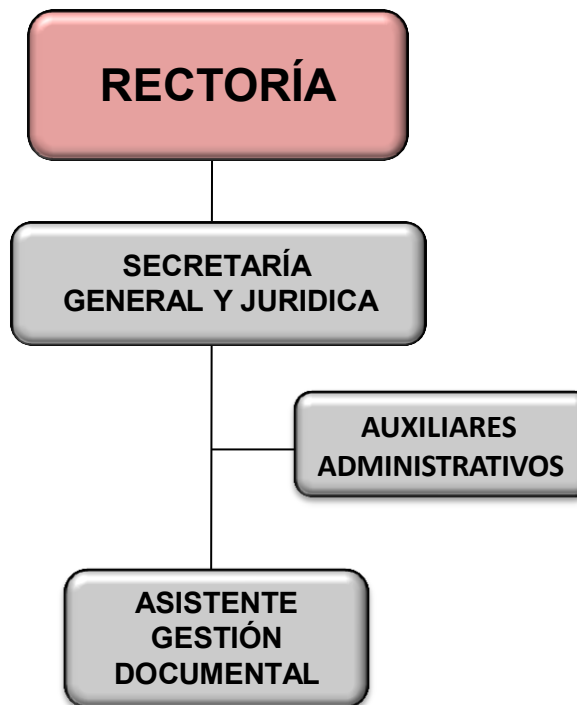 RECTORÍA
SECRETARÍA
GENERAL Y JURIDICA
AUXILIARES
ADMINISTRATIVOS
ASISTENTE
GESTIÓN
DOCUMENTAL